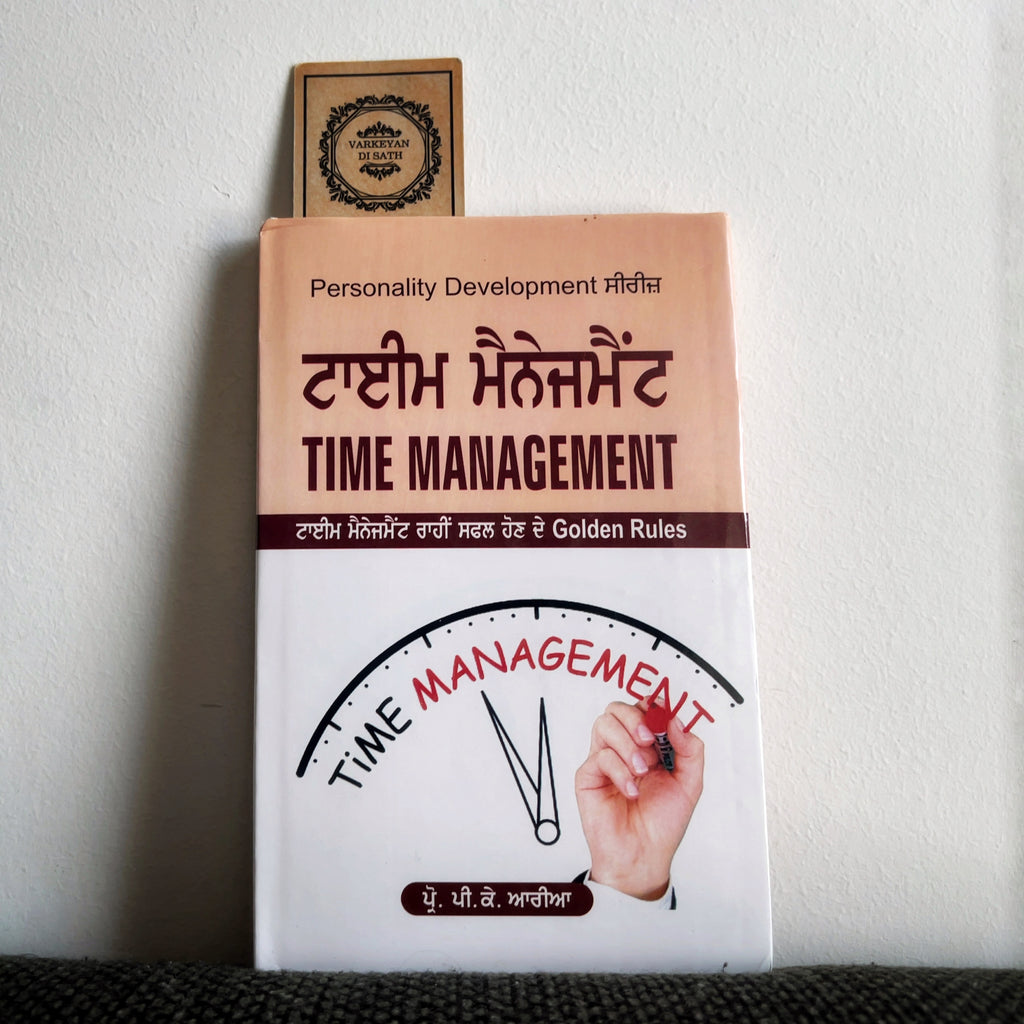 VARKEYAN
DI SATH
Personality Development ਸੀਰੀਜ਼
ਟਾਈਮ ਮੈਨੇਜਮੈਂਟ
TIME MANAGEMENT
ਟਾਈਮ ਮੈਨੇਜਮੈਂਟ ਰਾਹੀਂ ਸਫਲ ਹੋਣ ਦੇ Golden Rules
TiME MANAGEMENT
ਪ੍ਰੋ. ਪੀ.ਕੇ. ਆਰੀਆ